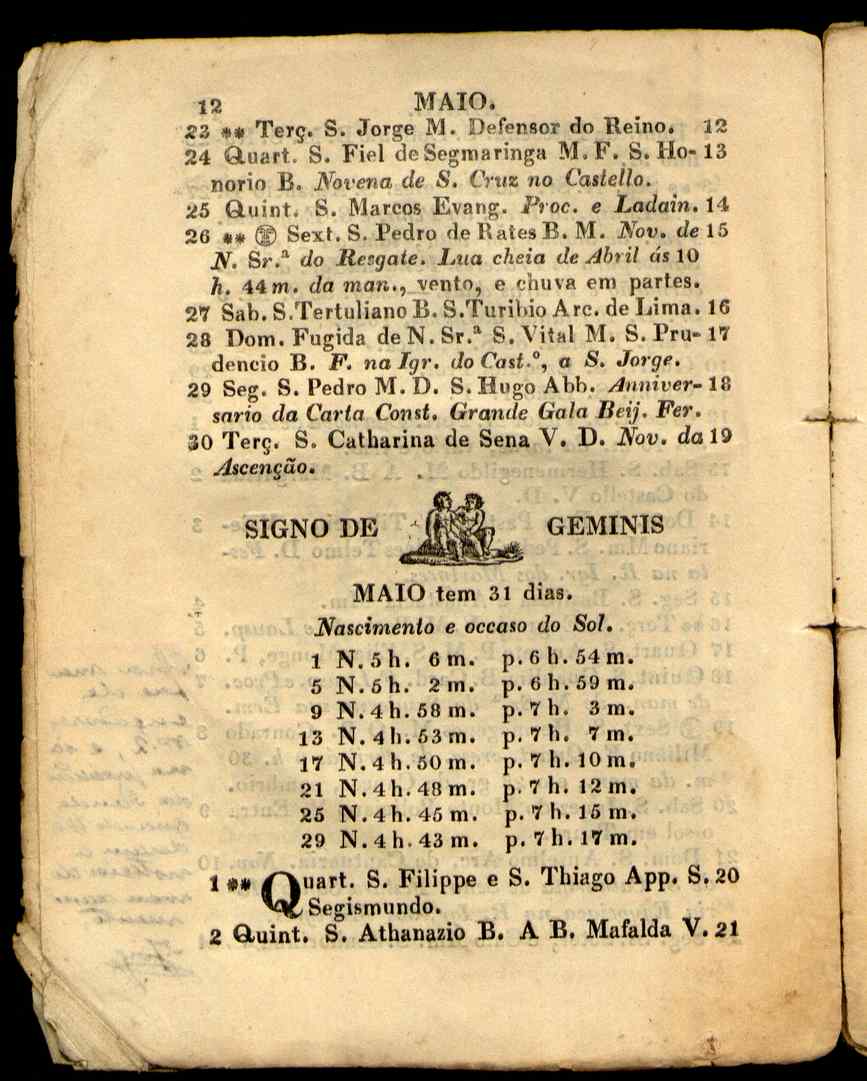 12 MAIO.
23 ** Terç. S. Jorge M. Defensor do Reino. 12
24 Quart. S. Fiel de Segmaringa M. F. S. Ho- 13
norio B. Novena de S. Cruz no Castello.
25 Quint. S. Marcos Evang. Proc. e Ladain. 14
26 ** Sext. S. Pedro de Rates B. M. Nov. de 15
N. Sr.ª do Resgate. Lua cheia de Abril ás 10
h. 44 m. da man., vento, e chuva em partes.
27 Sab. S. Tertuliano B. S. Turibio Arc. de Lima. 16
28 Dom. Fugida de N. Sr.ª S. Vital M. S. Pru- 17
dencio B. F. na Igr. do Cast.º, a S. Jorge.
29 Seg. S. Pedro M. D. S. Hugo Abb. Anniver- 18
sario da Carta Const. Grande Gala Beij. Fer.
30 Terç. S. Catharina de Sena V. D. Nov. da 19
Ascenção.
SIGNO DE GEMINIS
MAIO tem 31 dias.
Nascimento e occaso do Sol.
1 N. 5 h. 6 m. p. 6 h. 54 m.
5 N. 5 h. 2 m. p. 6 h. 59 m.
9 N. 4 h. 58 m. p. 7 h. 3 m.
13 N. 4 h. 53 m. p. 7 h. 7 m.
17 N. 4 h. 50 m. p. 7 h. 10 m.
21 N. 4 h. 48 m. p. 7 h. 12 m.
25 N. 4 h. 45 m. p. 7 h. 15 m.
29 N. 4 h. 43 m. p. 7 h. 17 m.
1 ** Quart. S. Filippe e S. Thiago App. S. 20
Segismundo.
2 Quint. S. Athanazio B. A B. Mafalda V. 21